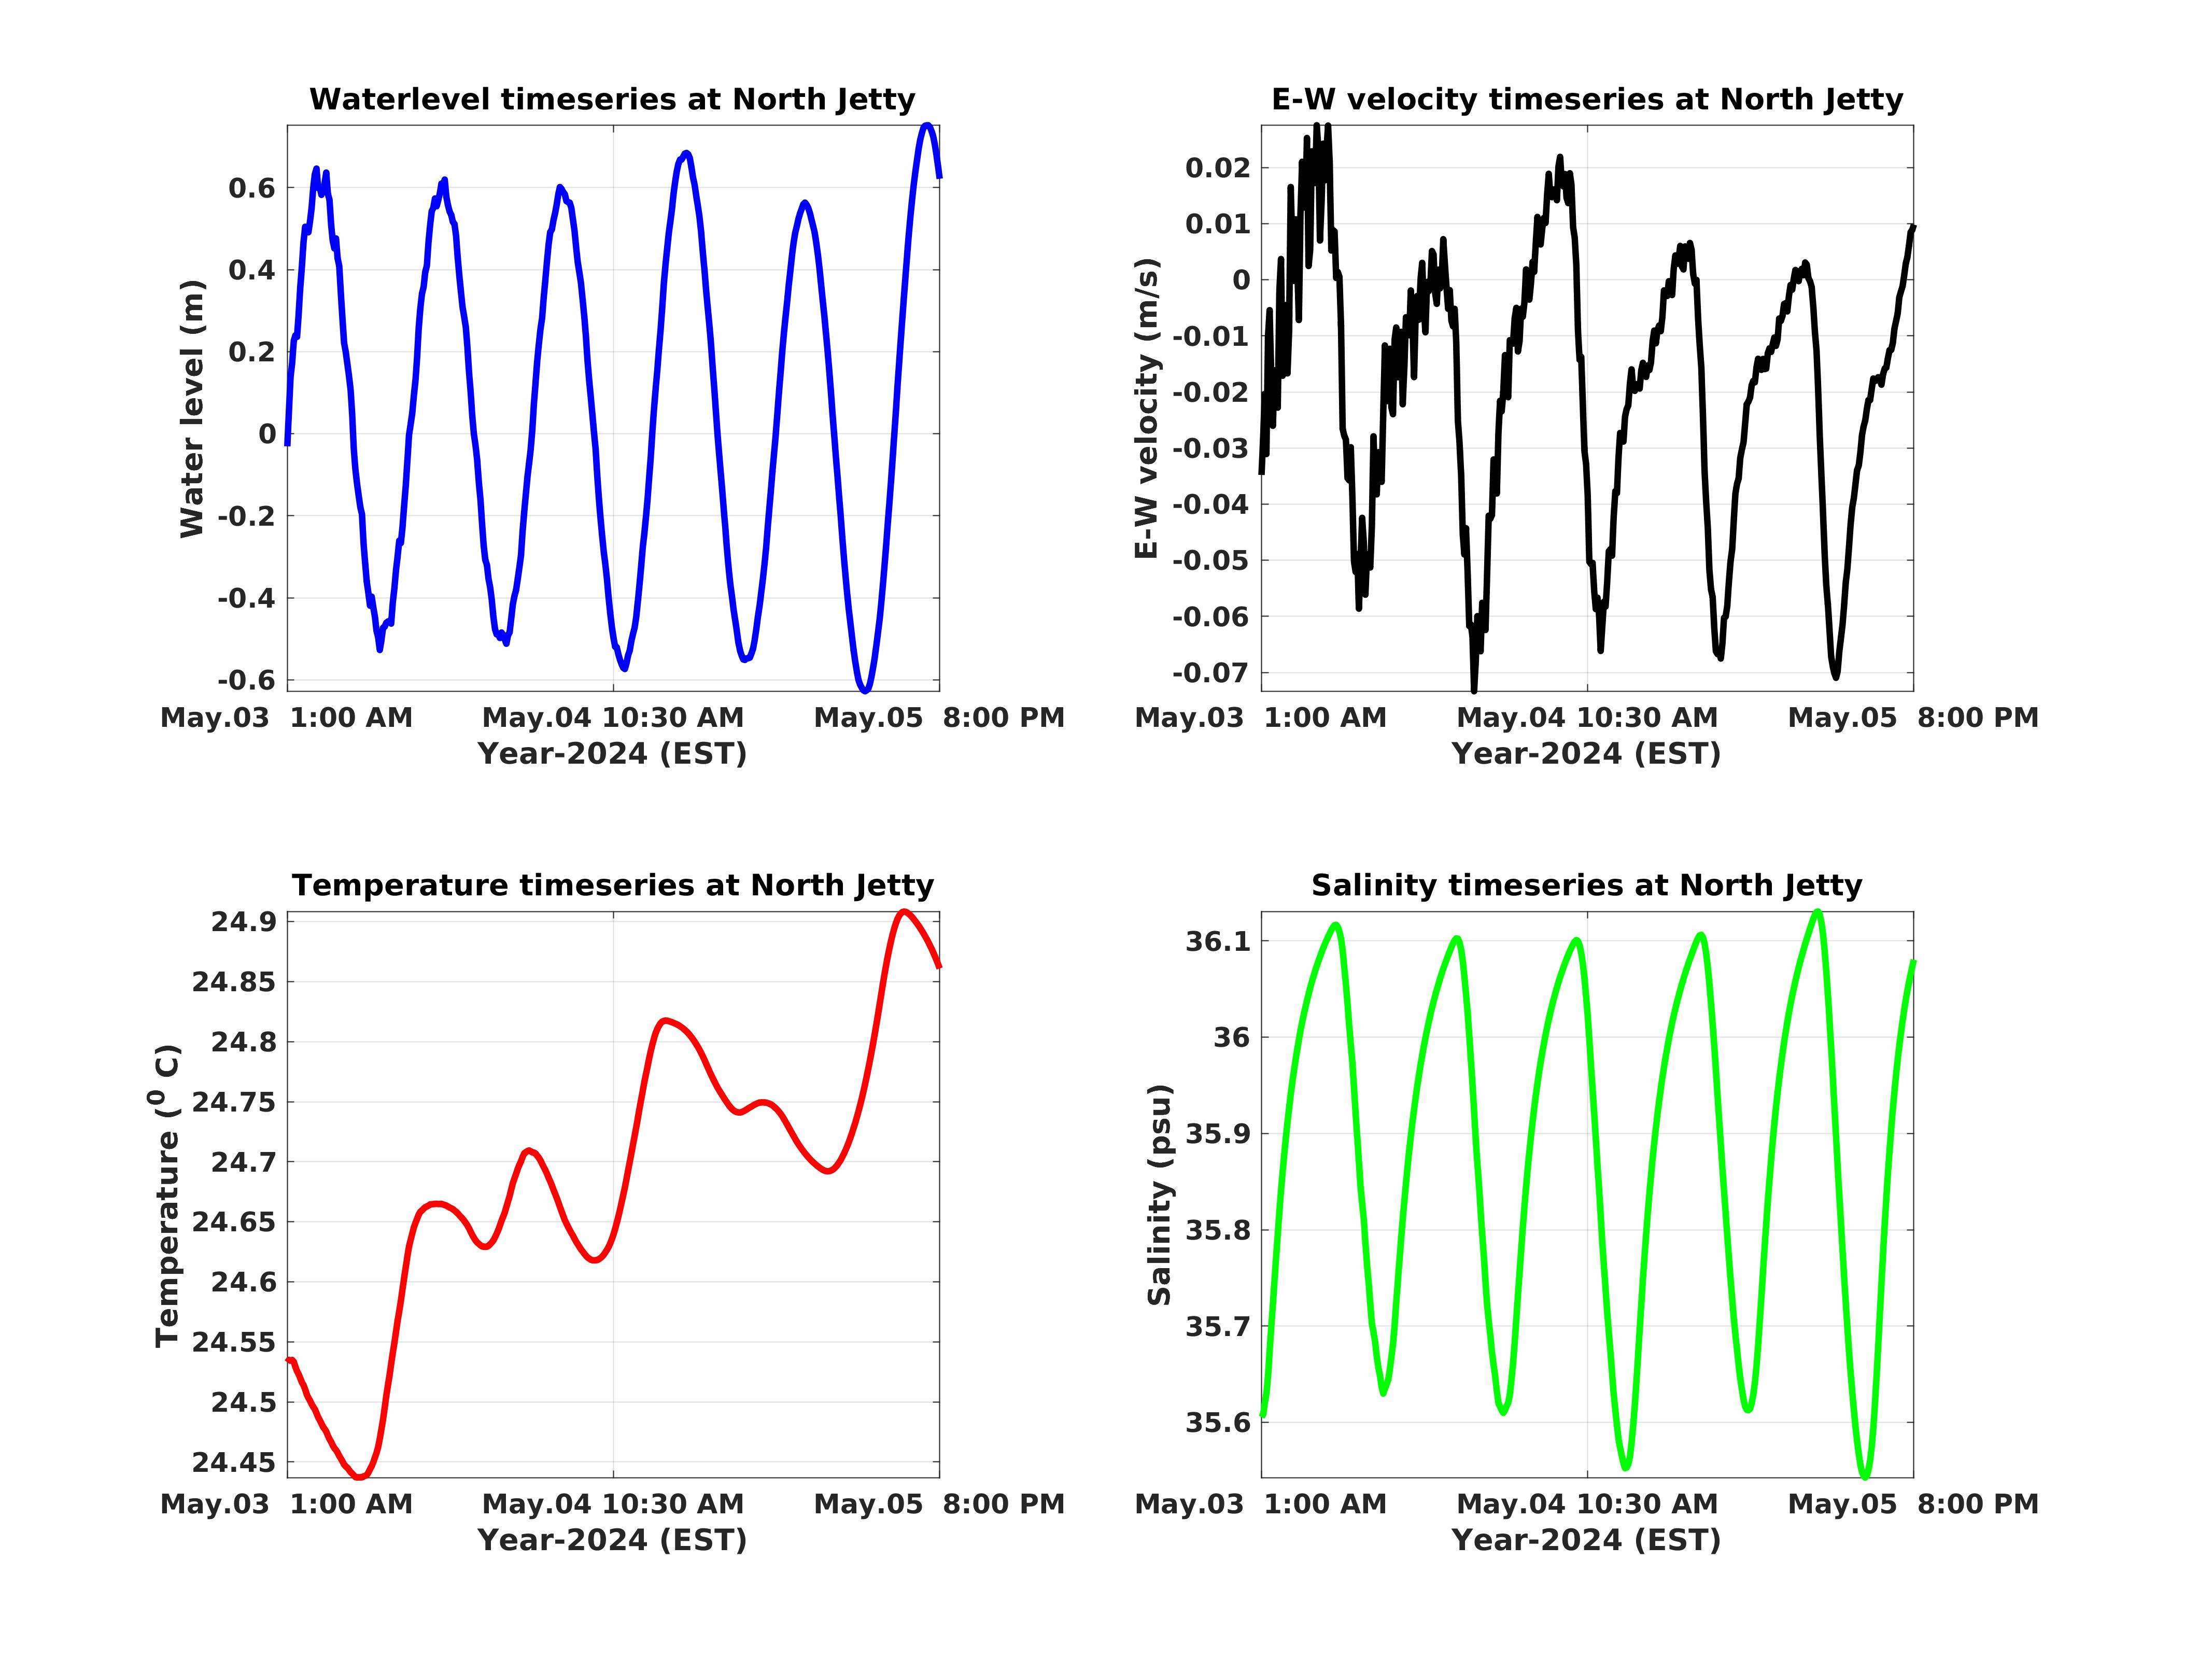 Waterlevel timeseries at North Jetty
0.6
0.4
0.2
0
-0.2
-0.4
-0.6
Water level (m)
May.03 1:00 AM May.04 10:30 AM May.05 8:00 PM
Year-2024 (EST)
E-W velocity timeseries at North Jetty
0.02
0.01
0
-0.01
-0.02
-0.03
-0.04
-0.05
-0.06
-0.07
E-W velocity (m/s)
May.03 1:00 AM May.04 10:30 AM May.05 8:00 PM
Year-2024 (EST)
Temperature timeseries at North Jetty
24.9
24.85
24.8
24.75
24.7
24.65
24.6
24.55
24.5
24.45
Temperature (⁰ C)
May.03 1:00 AM May.04 10:30 AM May.05 8:00 PM
Year-2024 (EST)
Salinity timeseries at North Jetty
36.1
36
35.9
35.8
35.7
35.6
Salinity (psu)
May.03 1:00 AM May.04 10:30 AM May.05 8:00 PM
Year-2024 (EST)